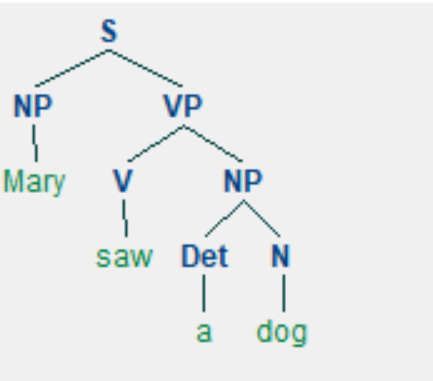 S
NP VP
Mary V NP
saw Det N
a dog